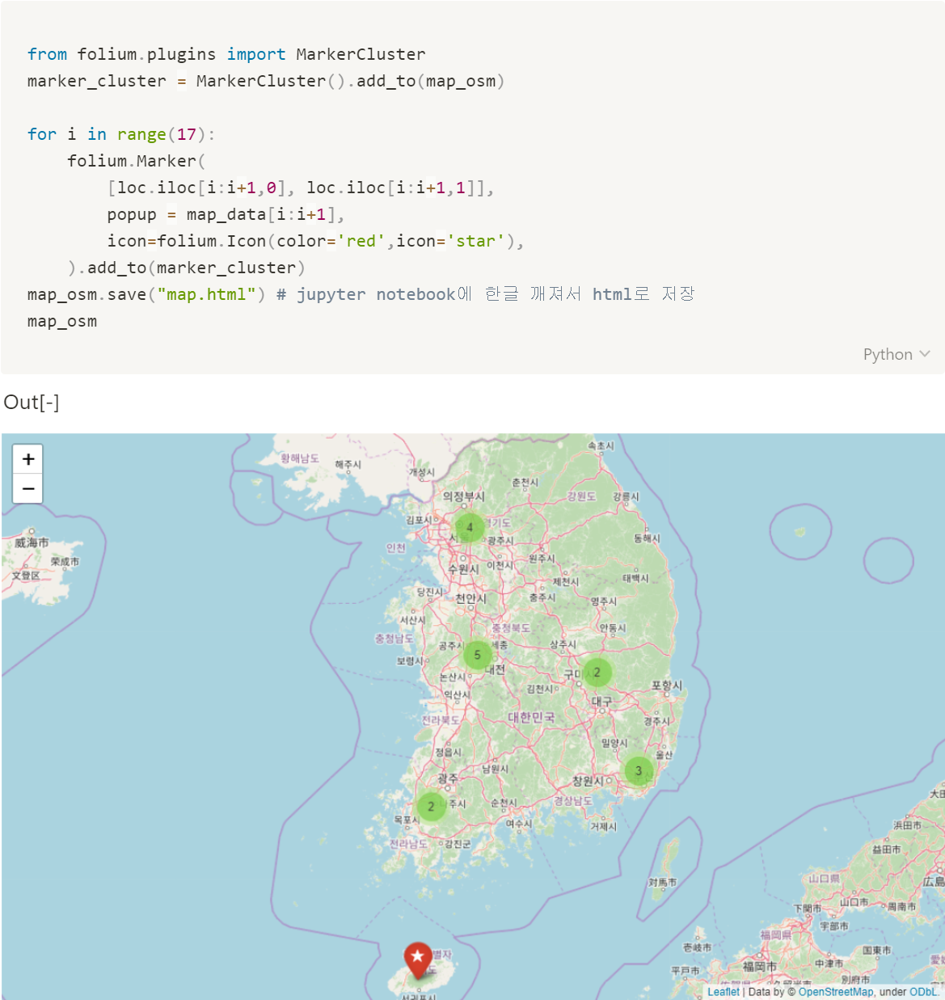 from folium.plugins import MarkerCluster
marker_cluster = MarkerCluster().add_to(map_osm)
for i in range(17):
    folium.Marker(
        [loc.iloc[i:i+1,0], loc.iloc[i:i+1,1]],
        popup = map_data[i:i+1],
        icon=folium.Icon(color='red',icon='star'),
    ).add_to(marker_cluster)
map_osm.save("map.html") # jupyter notebook에 한글 깨져서 html로 저장
map_osm
Python
Out[-]
+
−
속초시
황해남도
해주시
개성시
춘천시
의정부시
강원도
강릉시
김포시
4
경기도
광주시
동해시
威海市
인천
荣成市
원주시
이천시
수원시
文登区
제천시
태백시
당진시
천안시
충주시
영주시
서산시
충청북도
안동시
충청남도
공주시
세종
상주시
5
보령시
대전
구미시
2
논산시
김천시
포항시
익산시
대구
전라북도
대한민국
경주시
밀양시
정읍시
울산
남원시
3
광주
창원시
2
나주시
순천시
경상남도
목포시
여수시
거제시
전라남도
강진군
浜田市
益田市
対馬市
山口県
広島
山口市
周南市
下関市
宇部市
福岡県
壱岐市
国東市
福岡市
中津市
平戸市
別府市
별자
도
서귀포시
Leaflet | Data by © OpenStreetMap, under ODbL.